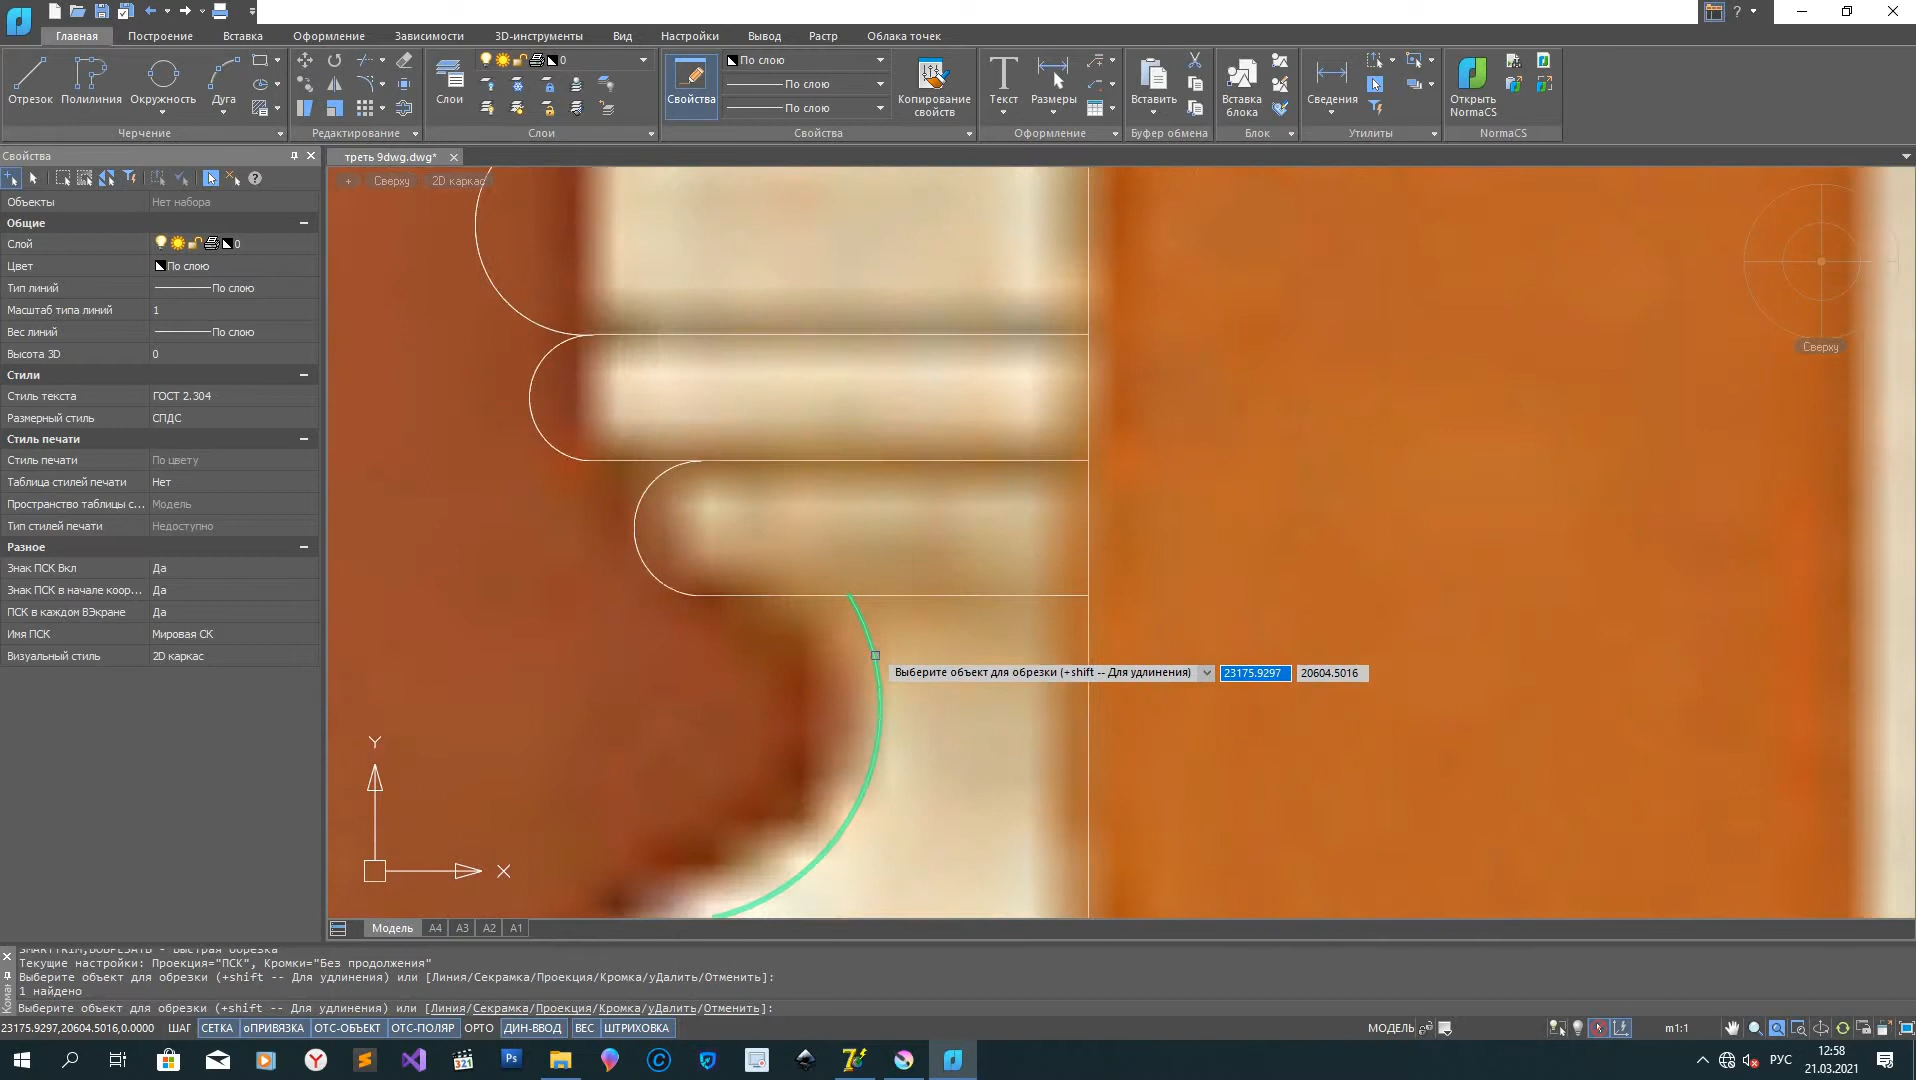 ?
Главная Построение Вставка Оформление Зависимости 3D-инструменты Вид Настройки Вывод Растр Облака точек
0
По слою
Отрезок Полилиния Окружность Дуга
Слои
Свойства
По слою
По слою
Копирование свойств
Текст Размеры
Вставить
Вставка блока
Сведения
Открыть NormaCS
Черчение Редактирование Слои Свойства Оформление Буфер обмена Блок Утилиты NormaCS
Свойства
треть 9dwg.dwg*
+ Сверху 2D каркас
Объекты Нет набора
Общие
Слой 0
Цвет По слою
Тип линий По слою
Масштаб типа линий 1
Вес линий По слою
Высота 3D 0
Стили
Стиль текста ГОСТ 2.304
Размерный стиль СПДС
Стиль печати
Стиль печати По цвету
Таблица стилей печати Нет
Пространство таблицы с... Модель
Тип стилей печати Недоступно
Разное
Знак ПСК Вкл Да
Знак ПСК в начале коор... Да
ПСК в каждом ВЭкране Да
Имя ПСК Мировая СК
Визуальный стиль 2D каркас
Сверху
Выберите объект для обрезки (+shift -- Для удлинения) 23175.9297 20604.5016
Y
X
Модель A4 A3 A2 A1
SMARTTRIM,БОБРЕЗАТЬ - Быстрая обрезка
Текущие настройки: Проекция="ПСК", Кромки="Без продолжения"
Выберите объект для обрезки (+shift -- Для удлинения) или [Линия/Секрамка/Проекция/Кромка/уДалить/Отменить]:
1 найдено
Выберите объект для обрезки (+shift -- Для удлинения) или [Линия/Секрамка/Проекция/Кромка/уДалить/Отменить]:
23175.9297,20604.5016,0.0000 ШАГ СЕТКА оПРИВЯЗКА ОТС-ОБЪЕКТ ОТС-ПОЛЯР ОРТО ДИН-ВВОД ВЕС ШТРИХОВКА МОДЕЛЬ m1:1
321
Ps
РУС
12:58
21.03.2021